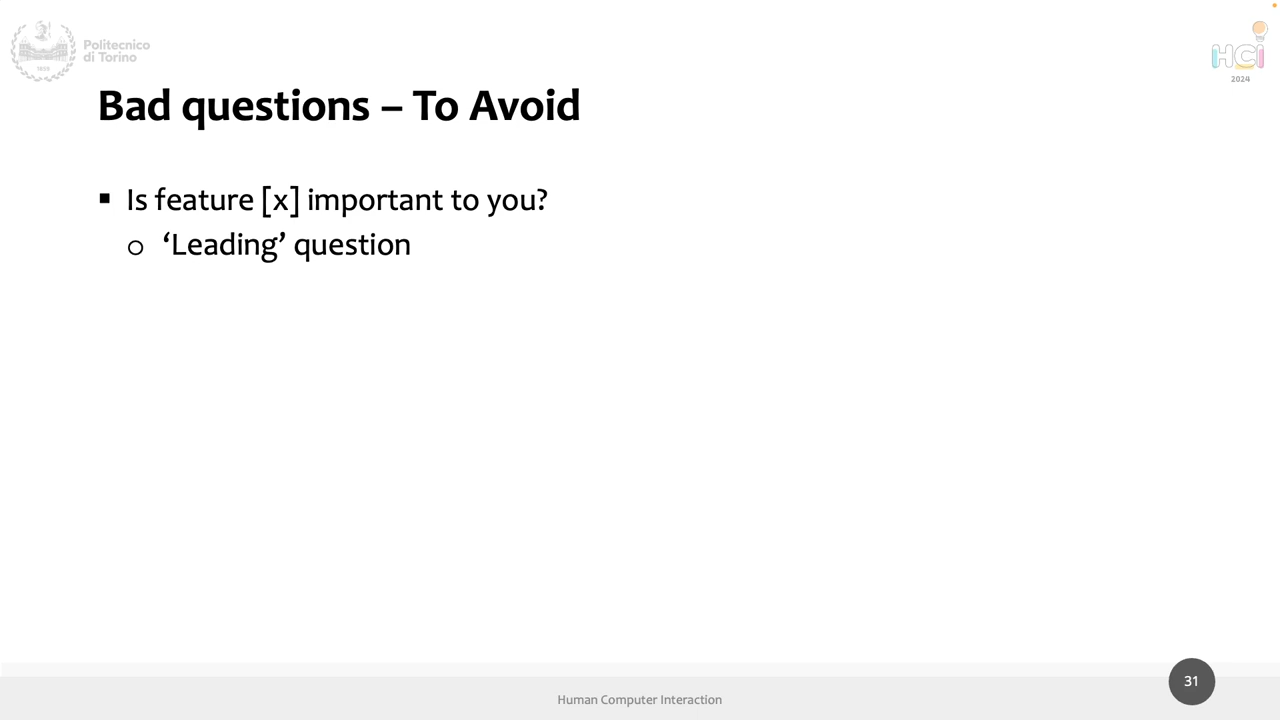 Politecnico
di Torino
1859
HCI
2024
Bad questions – To Avoid
▪ Is feature [x] important to you?
o ‘Leading’ question
Human Computer Interaction
31